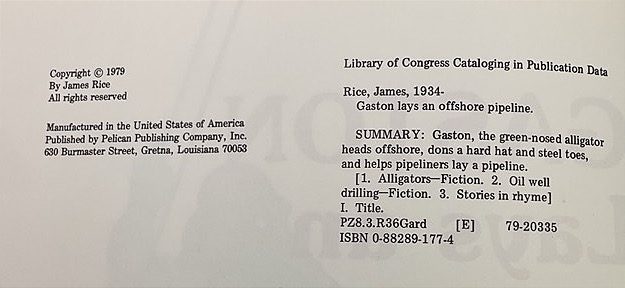 Copyright © 1979
By James Rice
All rights reserved
Manufactured in the United States of America
Published by Pelican Publishing Company, Inc.
630 Burmaster Street, Gretna, Louisiana 70053
Library of Congress Cataloging in Publication Data
Rice, James, 1934-
Gaston lays an offshore pipeline.
SUMMARY: Gaston, the green-nosed alligator
heads offshore, dons a hard hat and steel toes,
and helps pipeliners lay a pipeline.
[1. Alligators—Fiction. 2. Oil well
drilling—Fiction. 3. Stories in rhyme]
I. Title.
PZ8.3.R36Gard [E] 79-20335
ISBN 0-88289-177-4